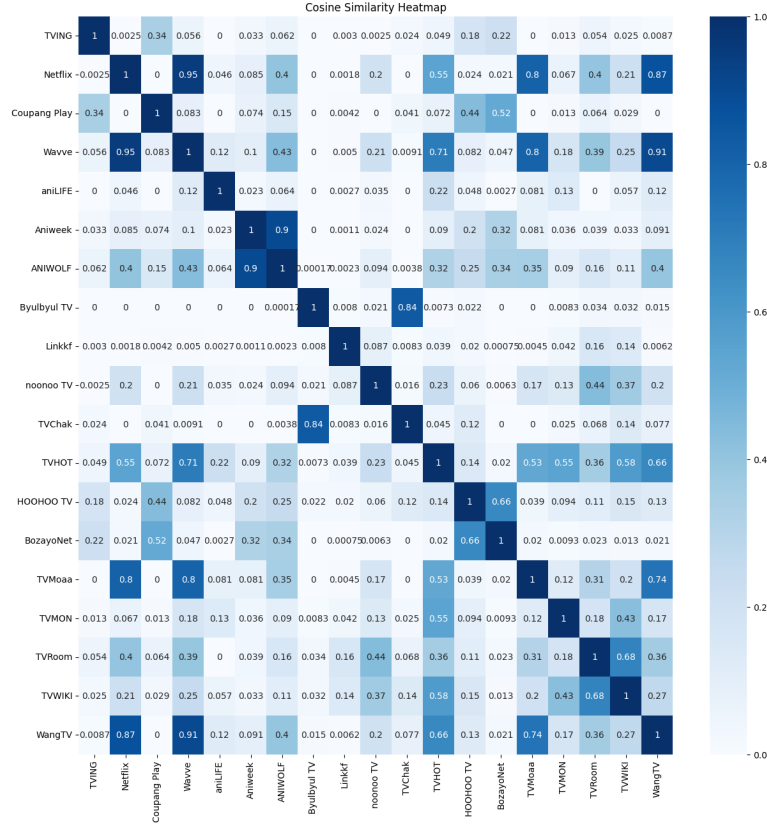 Cosine Similarity Heatmap
TVING 1 0.0025 0.34 0.056 0 0.033 0.062 0 0.003 0.0025 0.024 0.049 0.18 0.22 0 0.013 0.054 0.025 0.0087
Netflix 0.0025 1 0 0.95 0.046 0.085 0.4 0 0.0018 0.2 0 0.55 0.024 0.021 0.8 0.067 0.4 0.21 0.87
Coupang Play 0.34 0 1 0.083 0 0.074 0.15 0 0.0042 0 0.041 0.072 0.44 0.52 0 0.013 0.064 0.029 0
Wavve 0.056 0.95 0.083 1 0.12 0.1 0.43 0 0.005 0.21 0.0091 0.71 0.082 0.047 0.8 0.18 0.39 0.25 0.91
aniLIFE 0 0.046 0 0.12 1 0.023 0.064 0 0.0027 0.035 0 0.22 0.048 0.0027 0.081 0.13 0 0.057 0.12
Aniweek 0.033 0.085 0.074 0.1 0.023 1 0.9 0 0.0011 0.024 0 0.09 0.2 0.32 0.081 0.036 0.039 0.033 0.091
ANIWOLF 0.062 0.4 0.15 0.43 0.064 0.9 1 0.00017 0.0023 0.094 0.0038 0.32 0.25 0.34 0.35 0.09 0.16 0.11 0.4
Byulbyul TV 0 0 0 0 0 0 0.00017 1 0.008 0.021 0.84 0.0073 0.022 0 0 0.0083 0.034 0.032 0.015
Linkkf 0.003 0.0018 0.0042 0.005 0.0027 0.0011 0.0023 0.008 1 0.087 0.0083 0.039 0.02 0.00075 0.0045 0.042 0.16 0.14 0.0062
noonoo TV 0.0025 0.2 0 0.21 0.035 0.024 0.094 0.021 0.087 1 0.016 0.23 0.06 0.0063 0.17 0.13 0.44 0.37 0.2
TVChak 0.024 0 0.041 0.0091 0 0 0.0038 0.84 0.0083 0.016 1 0.045 0.12 0 0 0.025 0.068 0.14 0.077
TVHOT 0.049 0.55 0.072 0.71 0.22 0.09 0.32 0.0073 0.039 0.23 0.045 1 0.14 0.02 0.53 0.55 0.36 0.58 0.66
HOOHOO TV 0.18 0.024 0.44 0.082 0.048 0.2 0.25 0.022 0.02 0.06 0.12 0.14 1 0.66 0.039 0.094 0.11 0.15 0.13
BozayoNet 0.22 0.021 0.52 0.047 0.0027 0.32 0.34 0 0.00075 0.0063 0 0.02 0.66 1 0.02 0.0093 0.023 0.013 0.021
TVMoaa 0 0.8 0 0.8 0.081 0.081 0.35 0 0.0045 0.17 0 0.53 0.039 0.02 1 0.12 0.31 0.2 0.74
TVMON 0.013 0.067 0.013 0.18 0.13 0.036 0.09 0.0083 0.042 0.13 0.025 0.55 0.094 0.0093 0.12 1 0.18 0.43 0.17
TVRoom 0.054 0.4 0.064 0.39 0 0.039 0.16 0.034 0.16 0.44 0.068 0.36 0.11 0.023 0.31 0.18 1 0.68 0.36
TVWIKI 0.025 0.21 0.029 0.25 0.057 0.033 0.11 0.032 0.14 0.37 0.14 0.58 0.15 0.013 0.2 0.43 0.68 1 0.27
WangTV 0.0087 0.87 0 0.91 0.12 0.091 0.4 0.015 0.0062 0.2 0.077 0.66 0.13 0.021 0.74 0.17 0.36 0.27 1
TVING Netflix Coupang Play Wavve aniLIFE Aniweek ANIWOLF Byulbyul TV Linkkf noonoo TV TVChak TVHOT HOOHOO TV BozayoNet TVMoaa TVMON TVRoom TVWIKI WangTV
1.0
0.8
0.6
0.4
0.2
0.0